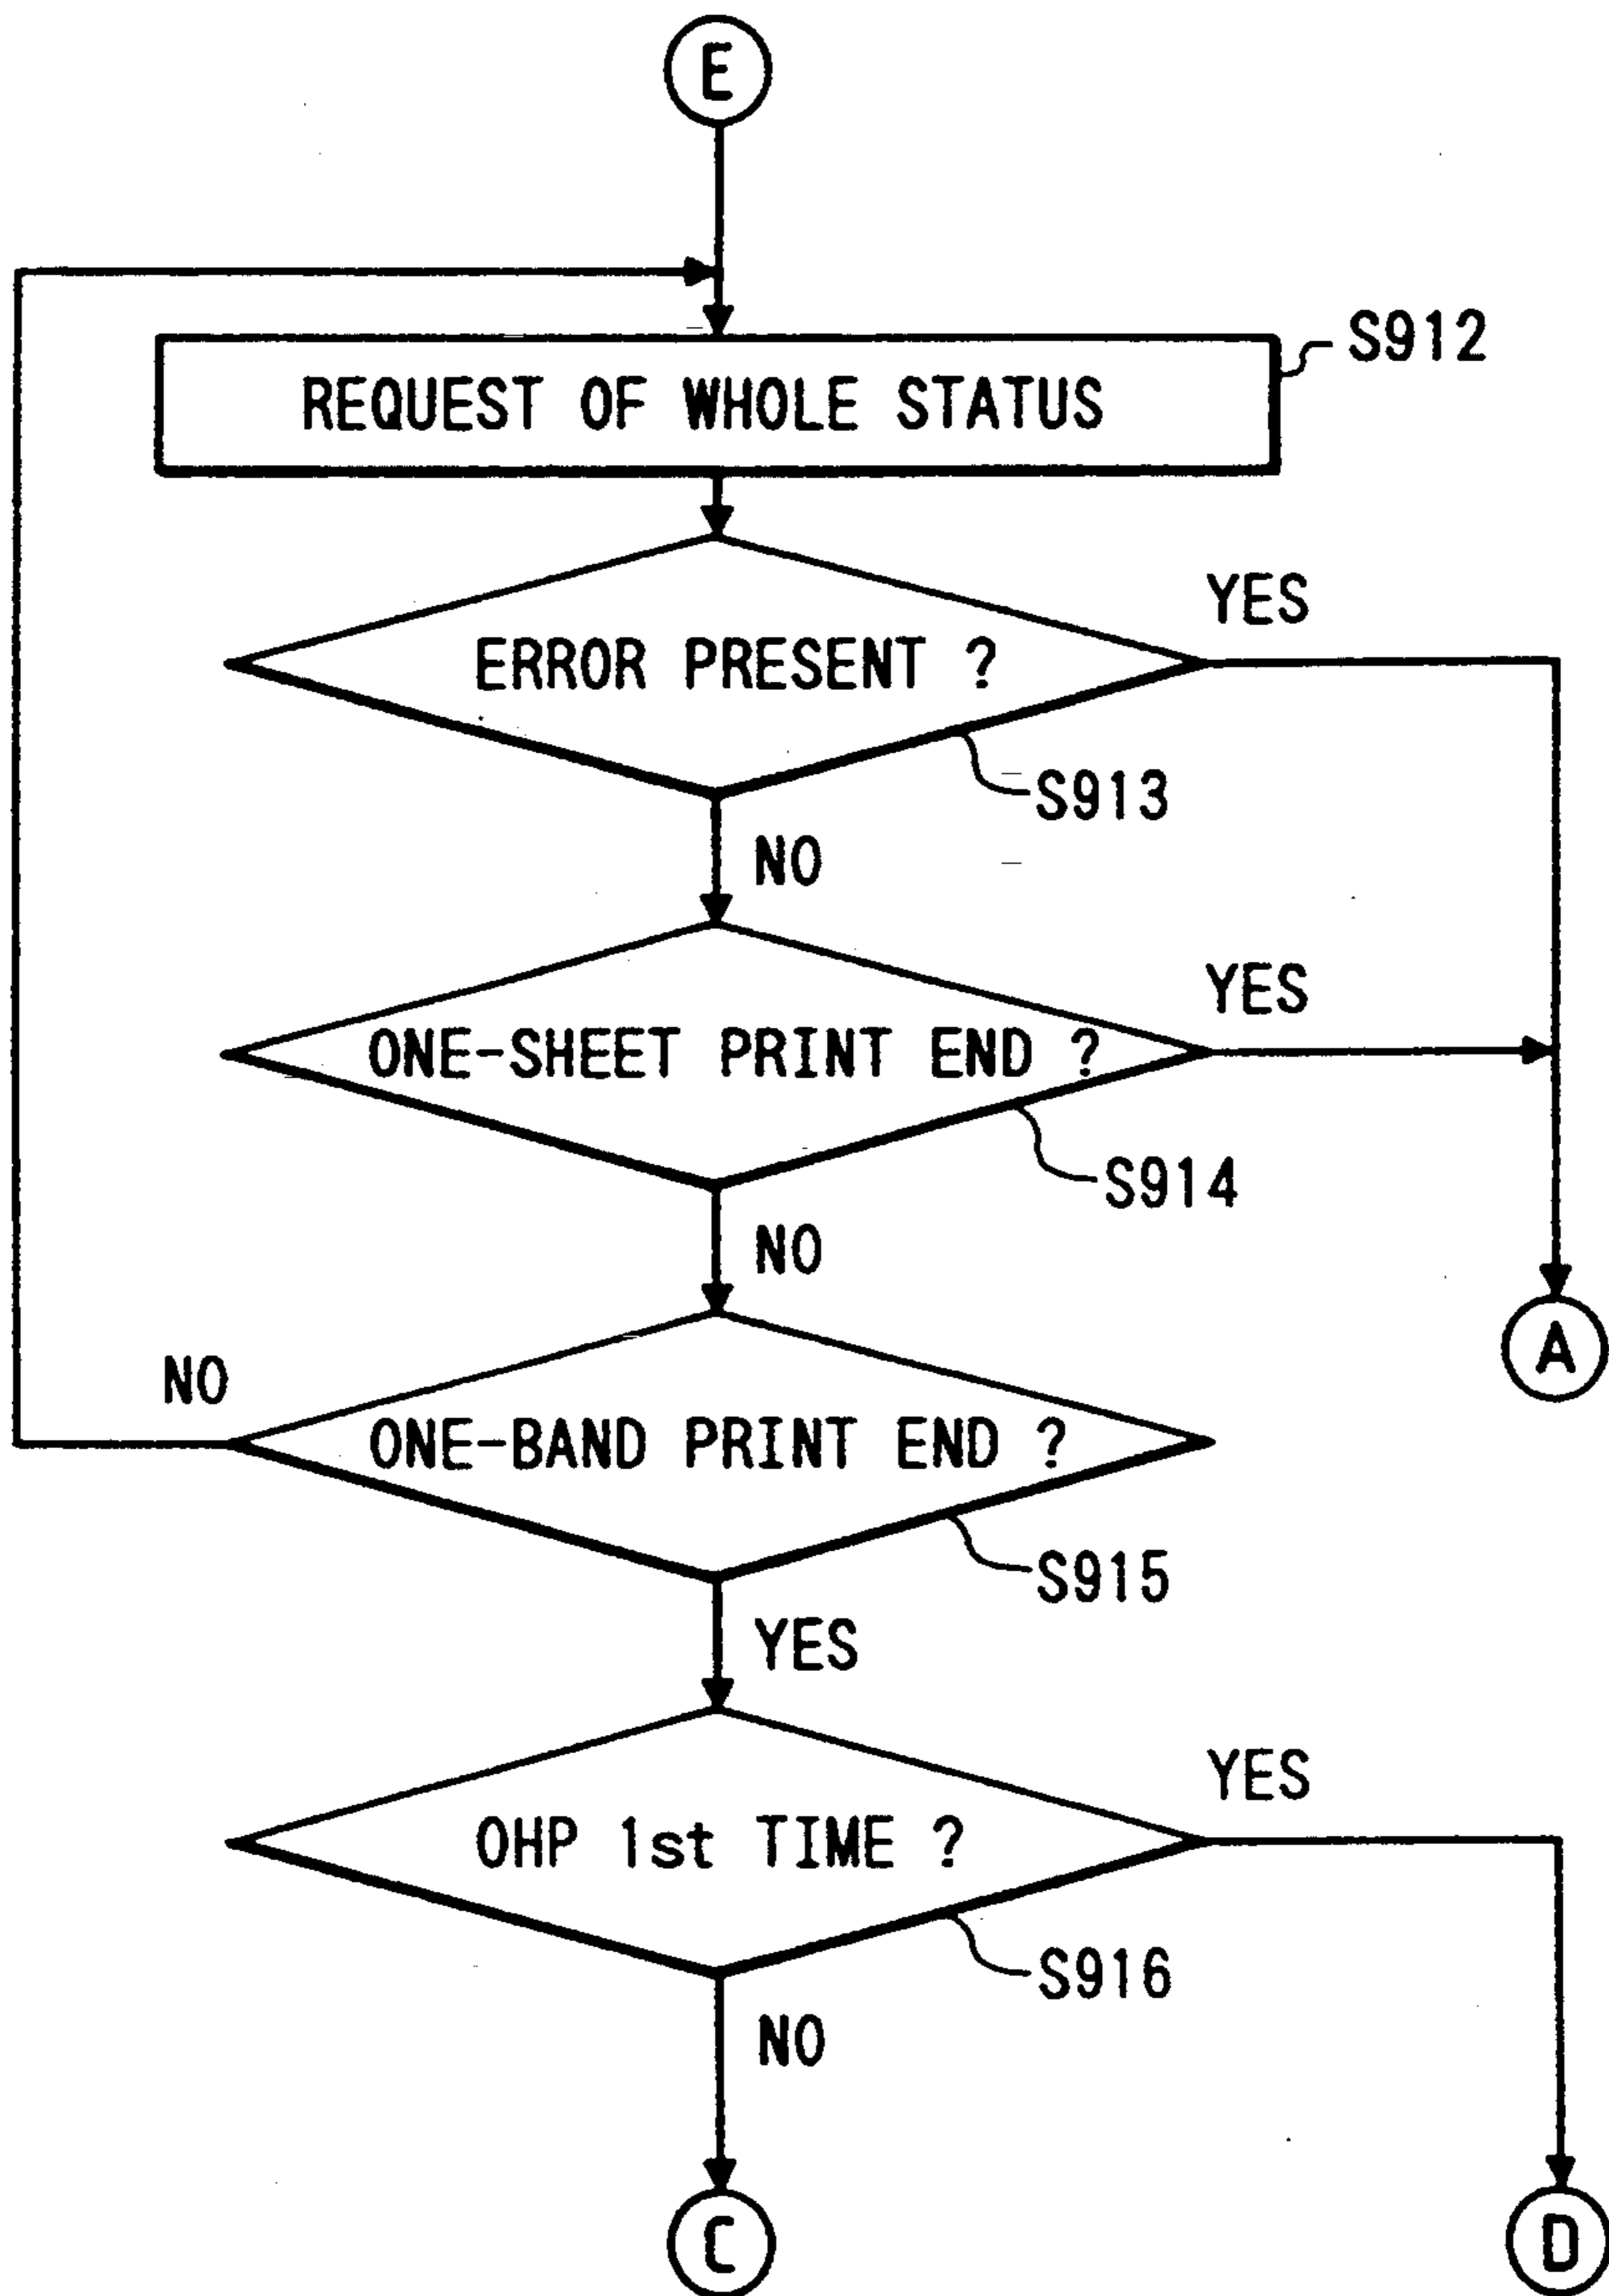 E
S912
REQUEST OF WHOLE STATUS
YES
ERROR PRESENT ?
S913
NO
YES
ONE-SHEET PRINT END ?
S914
NO
A
NO
ONE-BAND PRINT END ?
S915
YES
YES
OHP 1st TIME ?
S916
NO
C
D